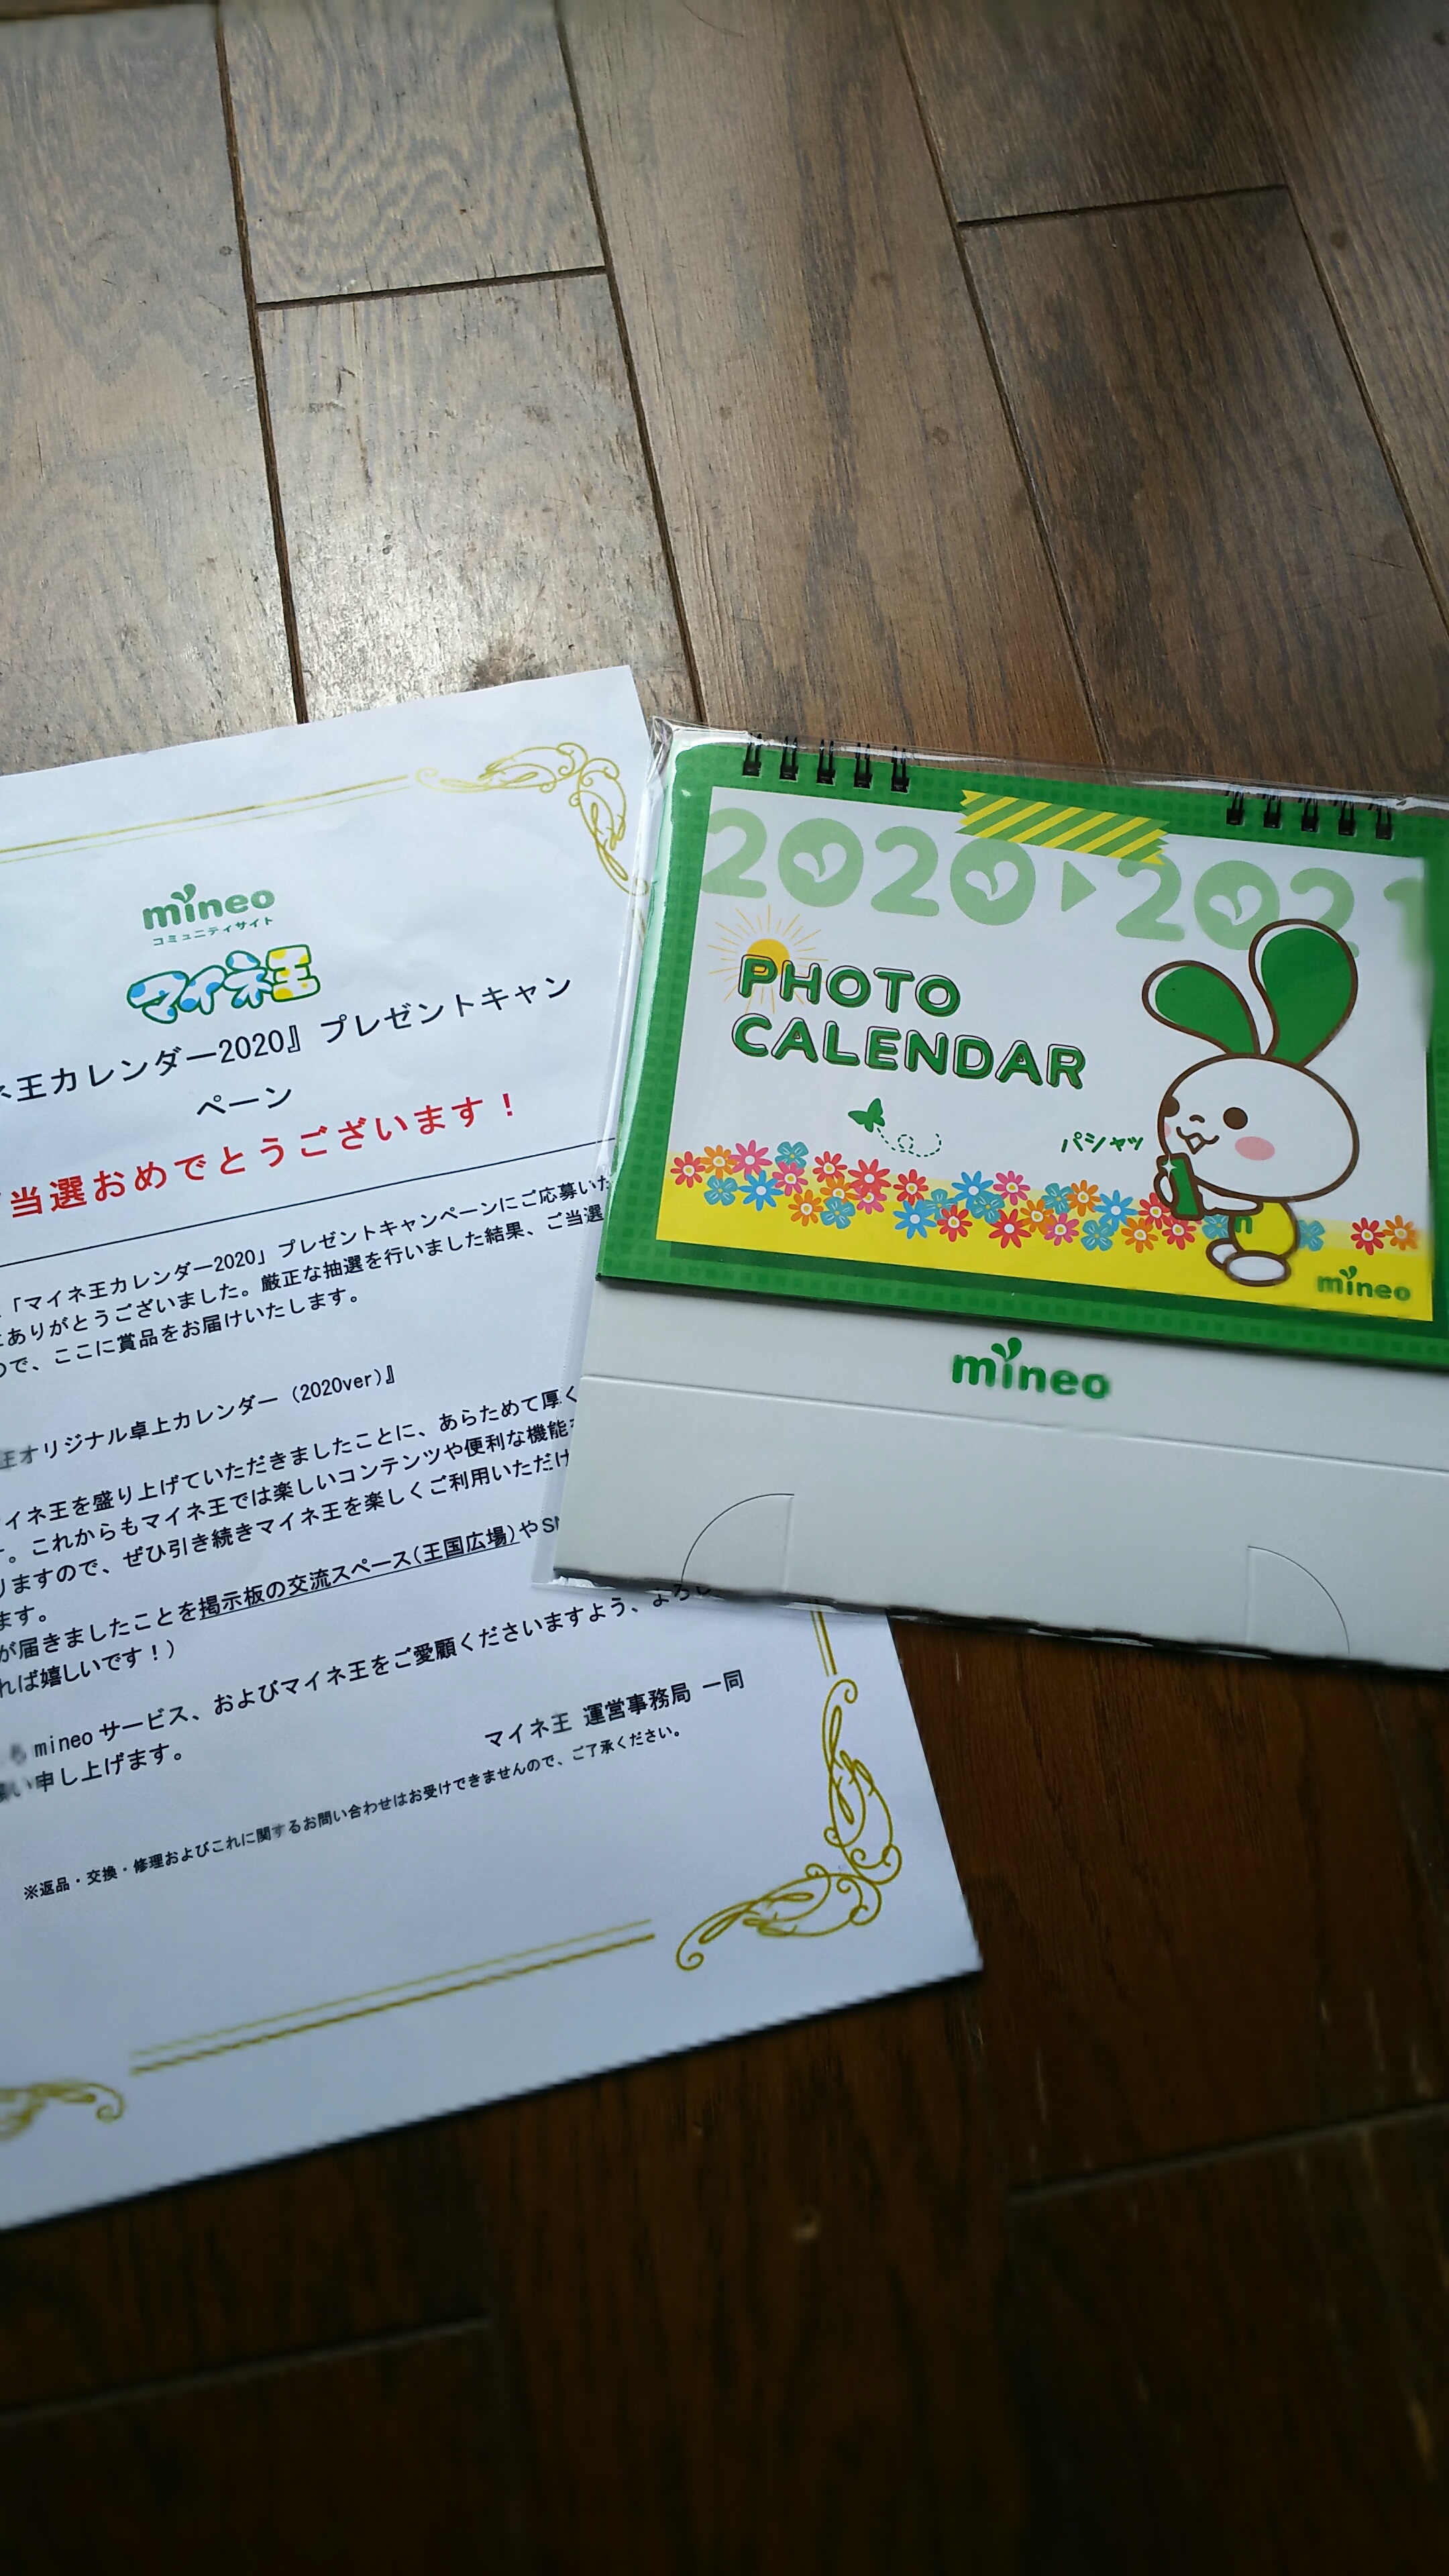 mineo
コミュニティサイト
マイネ王
ネ王カレンダー2020』プレゼントキャン
ペーン
当選おめでとうございます！
「マイネ王カレンダー2020」プレゼントキャンペーンにご応募いた
とありがとうございました。厳正な抽選を行いました結果、ご当選
ので、ここに賞品をお届けいたします。
王オリジナル卓上カレンダー（2020ver)』
マイネ王を盛り上げていただきましたことに、あらためて厚く
す。これからもマイネ王では楽しいコンテンツや便利な機能を
りますので、ぜひ引き続きマイネ王を楽しくご利用いただけ
ます。
が届きましたことを掲示板の交流スペース(王国広場)やSN
れば嬉しいです！）
mineoサービス、およびマイネ王をご愛顧くださいますよう、よろし
願い申し上げます。
マイネ王 運営事務局 一同
※返品・交換・修理およびこれに関するお問い合わせはお受けできませんので、ご了承ください。
2020▶2021
PHOTO
CALENDAR
パシャッ
n
mineo
mineo